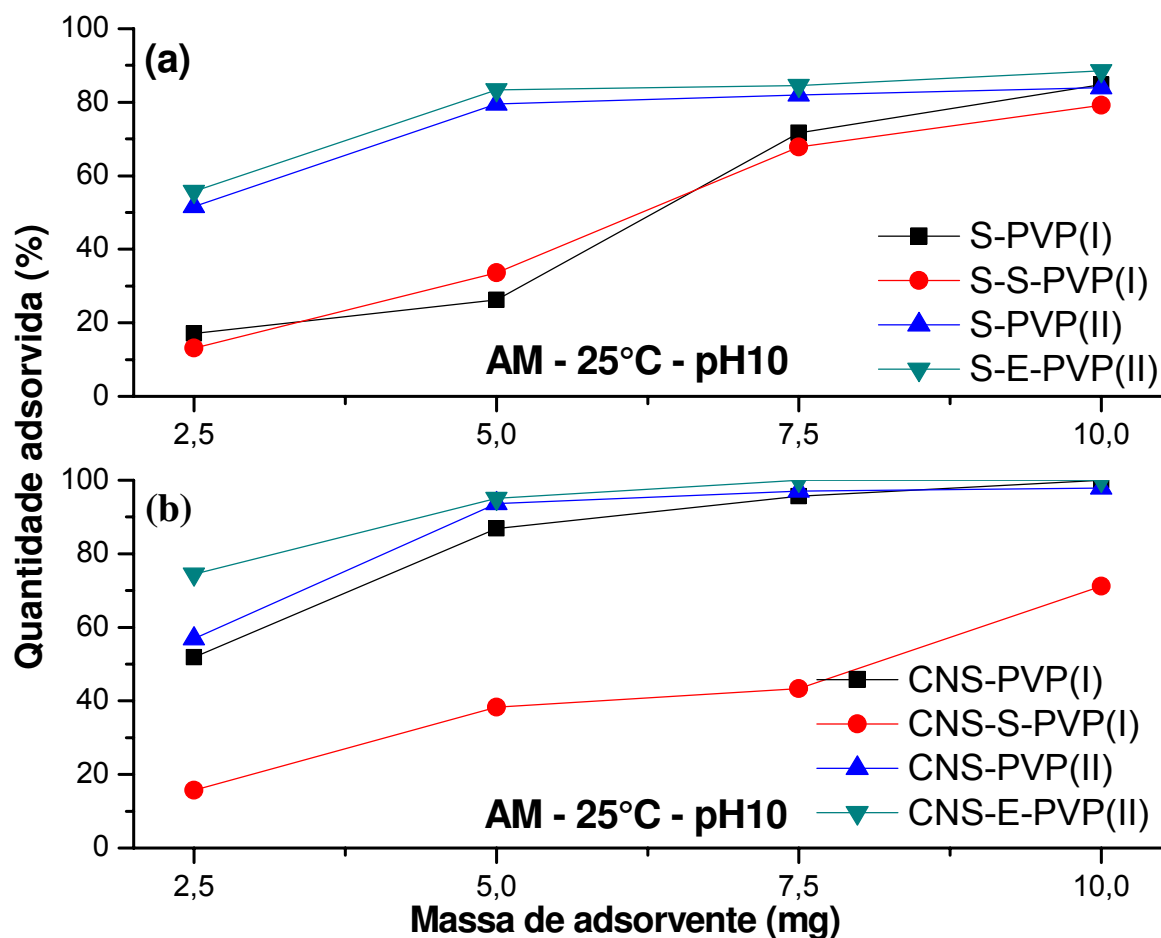 Quantidade adsorvida (%)
(a)
100
80
60
40
20
0
S-PVP(I)
S-S-PVP(I)
S-PVP(II)
S-E-PVP(II)
AM - 25°C - pH10
2,5 5,0 7,5 10,0
(b)
100
80
60
40
20
0
CNS-PVP(I)
CNS-S-PVP(I)
CNS-PVP(II)
CNS-E-PVP(II)
AM - 25°C - pH10
2,5 5,0 7,5 10,0
Massa de adsorvente (mg)